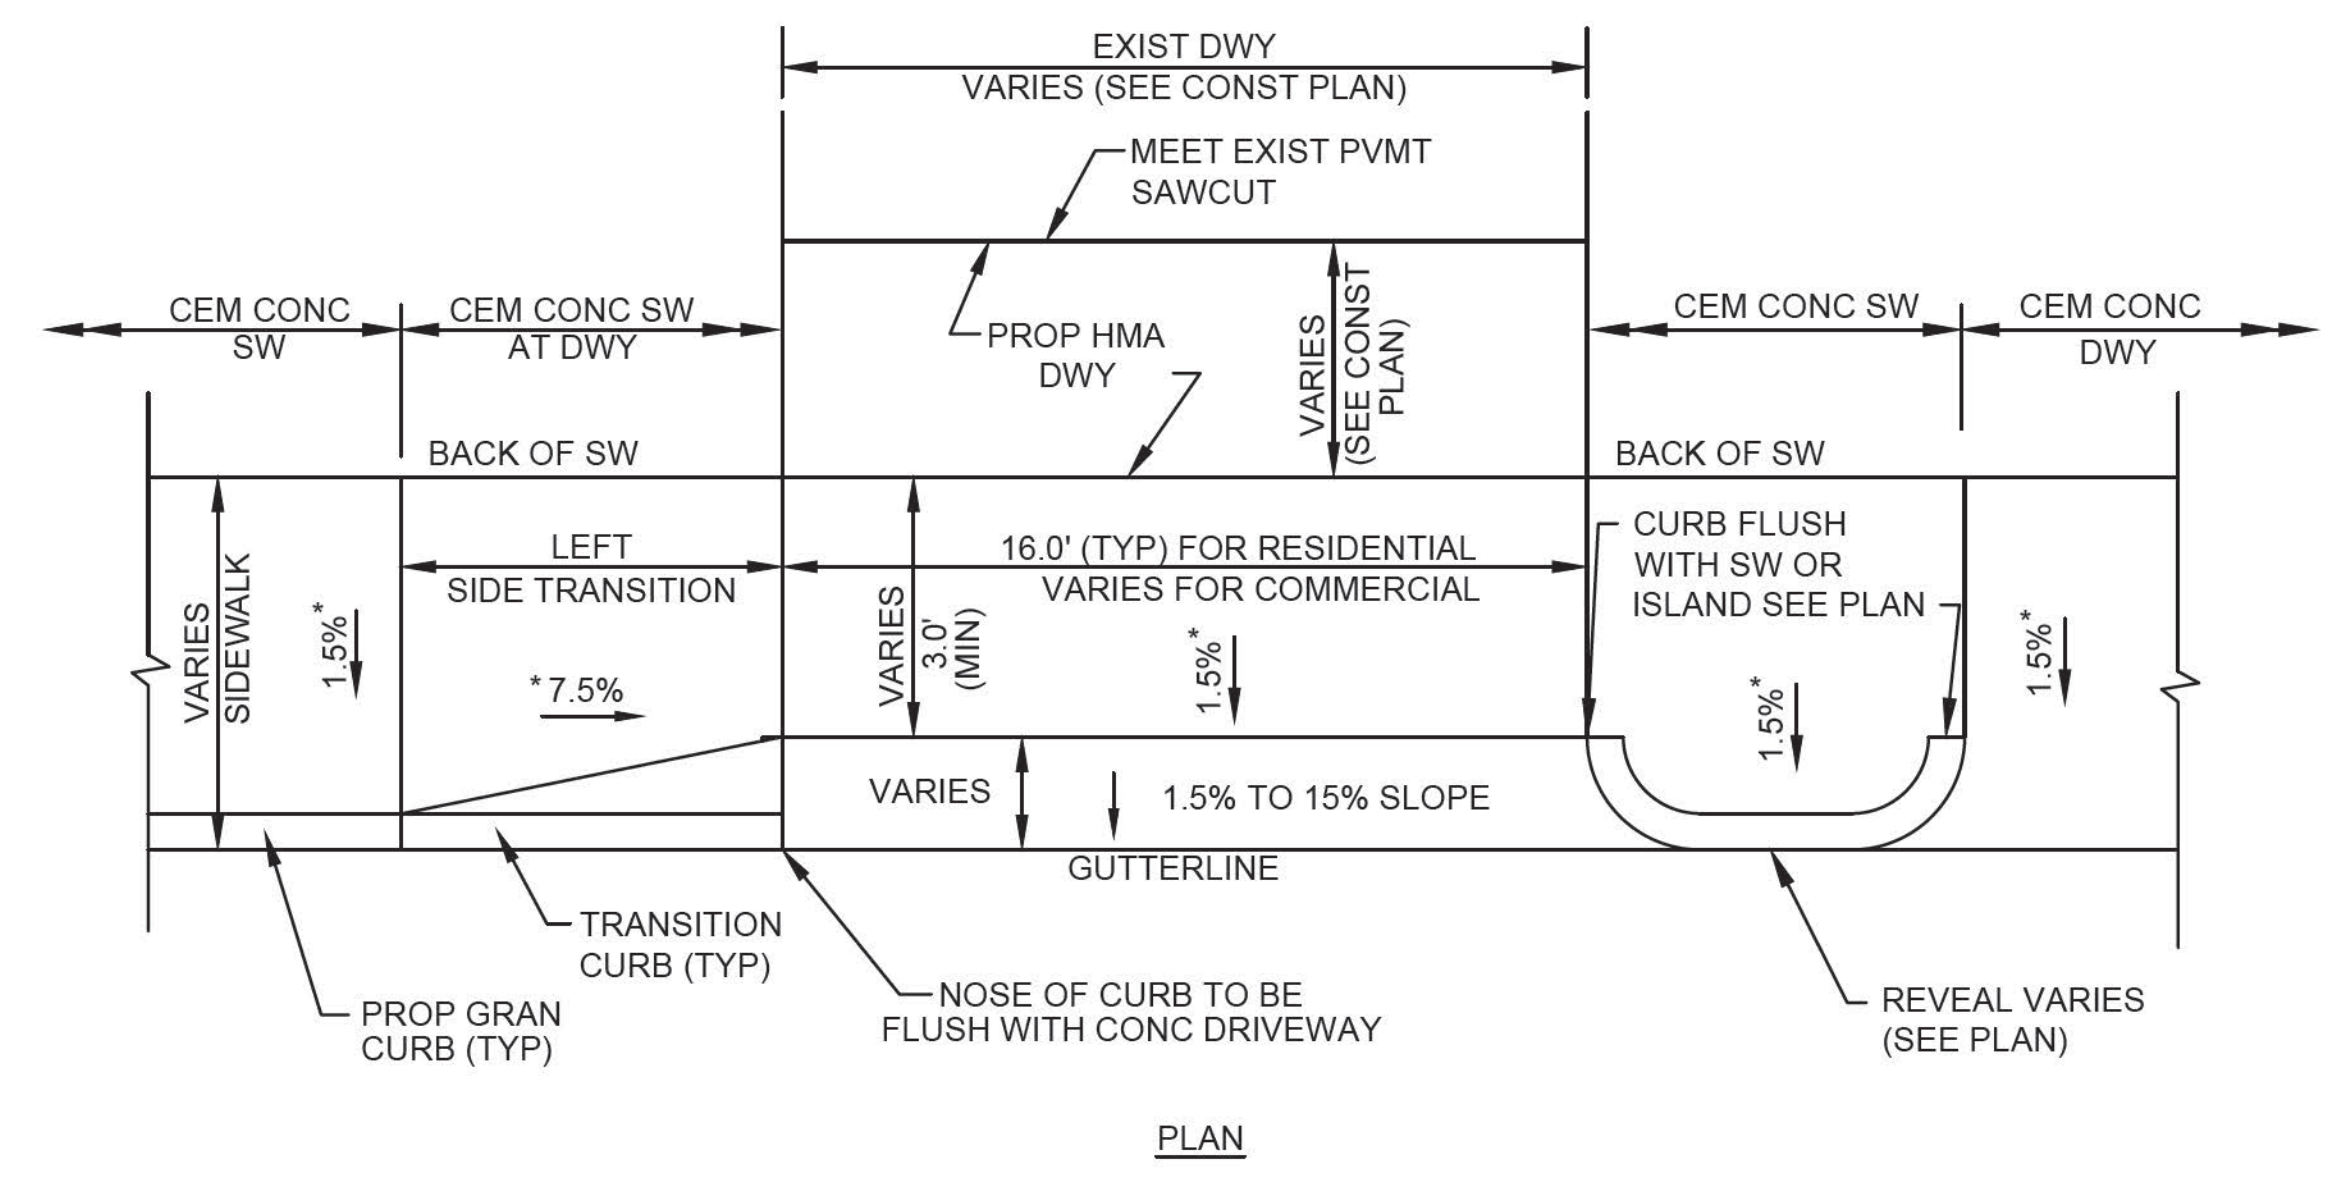 EXIST DWY
VARIES (SEE CONST PLAN)
MEET EXIST PVMT
SAWCUT
PROP HMA
DWY
VARIES
(SEE CONST
PLAN)
CEM CONC
SW
CEM CONC SW
AT DWY
CEM CONC SW
CEM CONC
DWY
BACK OF SW
BACK OF SW
VARIES
SIDEWALK
1.5%*
LEFT
SIDE TRANSITION
*7.5%
VARIES
3.0'
(MIN)
16.0' (TYP) FOR RESIDENTIAL
VARIES FOR COMMERCIAL
1.5%*
CURB FLUSH
WITH SW OR
ISLAND SEE PLAN
1.5%*
1.5%*
VARIES
1.5% TO 15% SLOPE
GUTTERLINE
TRANSITION
CURB (TYP)
PROP GRAN
CURB (TYP)
NOSE OF CURB TO BE
FLUSH WITH CONC DRIVEWAY
REVEAL VARIES
(SEE PLAN)
PLAN